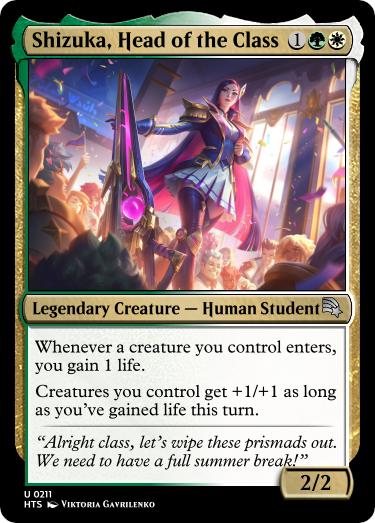 Shizuka, Head of the Class 1
Legendary Creature — Human Student
Whenever a creature you control enters,
you gain 1 life.
Creatures you control get +1/+1 as long
as you’ve gained life this turn.
“Alright class, let’s wipe these prismads out.
We need to have a full summer break!”
2/2
U 0211
HTS Viktoria Gavrilenko